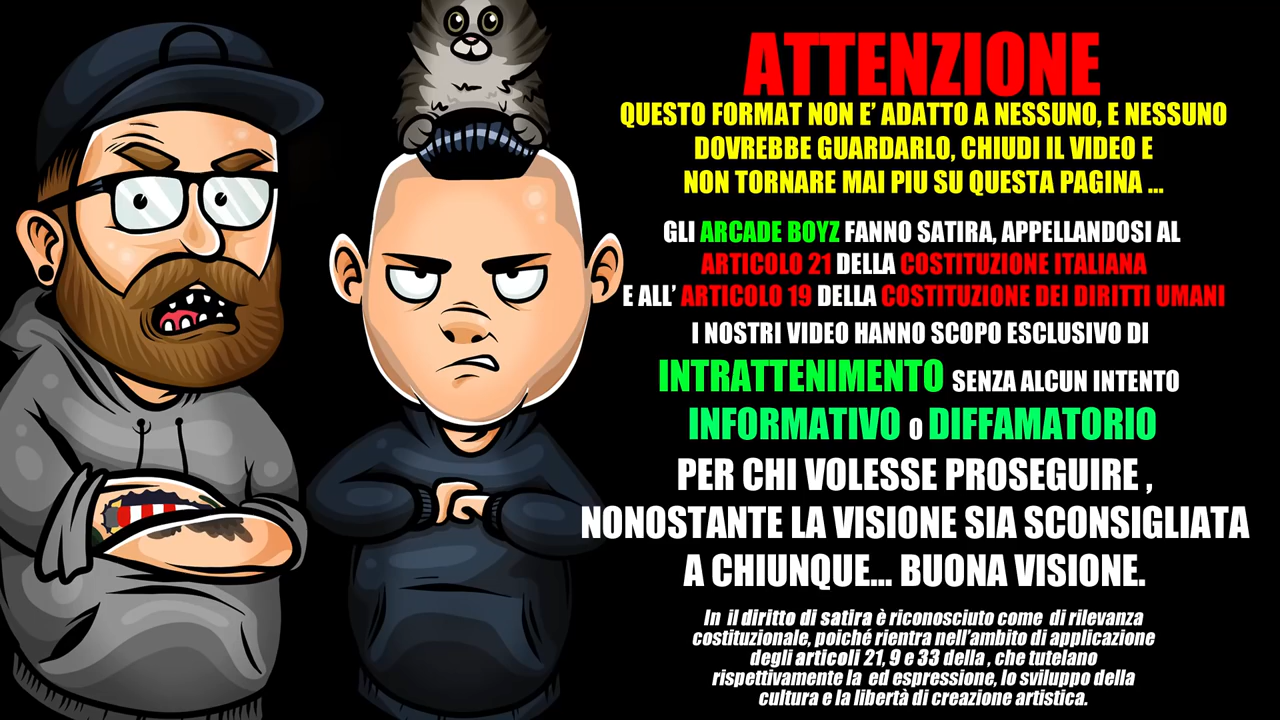 ATTENZIONE
QUESTO FORMAT NON E' ADATTO A NESSUNO, E NESSUNO
DOVREBBE GUARDARLO, CHIUDI IL VIDEO E
NON TORNARE MAI PIU SU QUESTA PAGINA ...
GLI ARCADE BOYZ FANNO SATIRA, APPELLANDOSI AL
ARTICOLO 21 DELLA COSTITUZIONE ITALIANA
E ALL' ARTICOLO 19 DELLA COSTITUZIONE DEI DIRITTI UMANI
I NOSTRI VIDEO HANNO SCOPO ESCLUSIVO DI
INTRATTENIMENTO SENZA ALCUN INTENTO
INFORMATIVO O DIFFAMATORIO
PER CHI VOLESSE PROSEGUIRE ,
NONOSTANTE LA VISIONE SIA SCONSIGLIATA
A CHIUNQUE... BUONA VISIONE.
In il diritto di satira è riconosciuto come di rilevanza
costituzionale, poiché rientra nell'ambito di applicazione
degli articoli 21, 9 e 33 della , che tutelano
rispettivamente la ed espressione, lo sviluppo della
cultura e la libertà di creazione artistica.